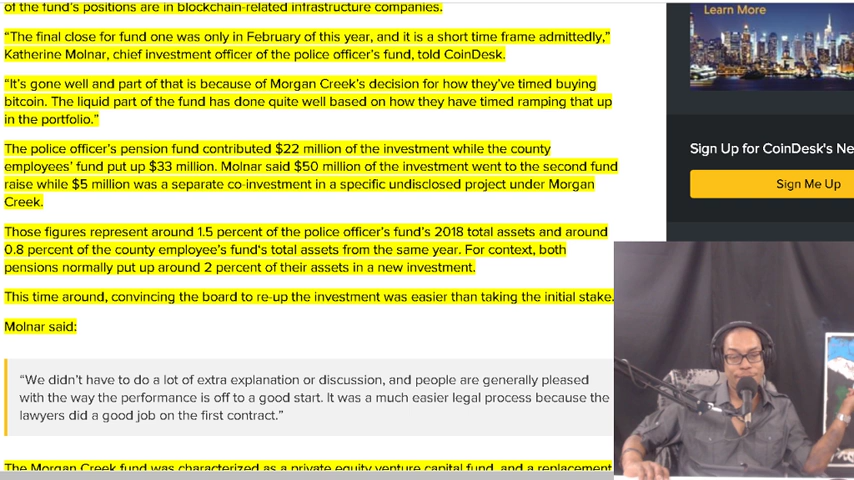 of the fund's positions are in blockchain-related infrastructure companies.
“The final close for fund one was only in February of this year, and it is a short time frame admittedly,”
Katherine Molnar, chief investment officer of the police officer’s fund, told CoinDesk.
“It’s gone well and part of that is because of Morgan Creek’s decision for how they’ve timed buying
bitcoin. The liquid part of the fund has done quite well based on how they have timed ramping that up
in the portfolio.”
The police officer’s pension fund contributed $22 million of the investment while the county
employees’ fund put up $33 million. Molnar said $50 million of the investment went to the second fund
raise while $5 million was a separate co-investment in a specific undisclosed project under Morgan
Creek.
Those figures represent around 1.5 percent of the police officer’s fund’s 2018 total assets and around
0.8 percent of the county employee’s fund‘s total assets from the same year. For context, both
pensions normally put up around 2 percent of their assets in a new investment.
This time around, convincing the board to re-up the investment was easier than taking the initial stake.
Molnar said:
“We didn’t have to do a lot of extra explanation or discussion, and people are generally pleased
with the way the performance is off to a good start. It was a much easier legal process because the
lawyers did a good job on the first contract.”
The Morgan Creek fund was characterized as a private equity venture capital fund, and a replacement
Learn More
Sign Up for CoinDesk's Ne
Sign Me Up